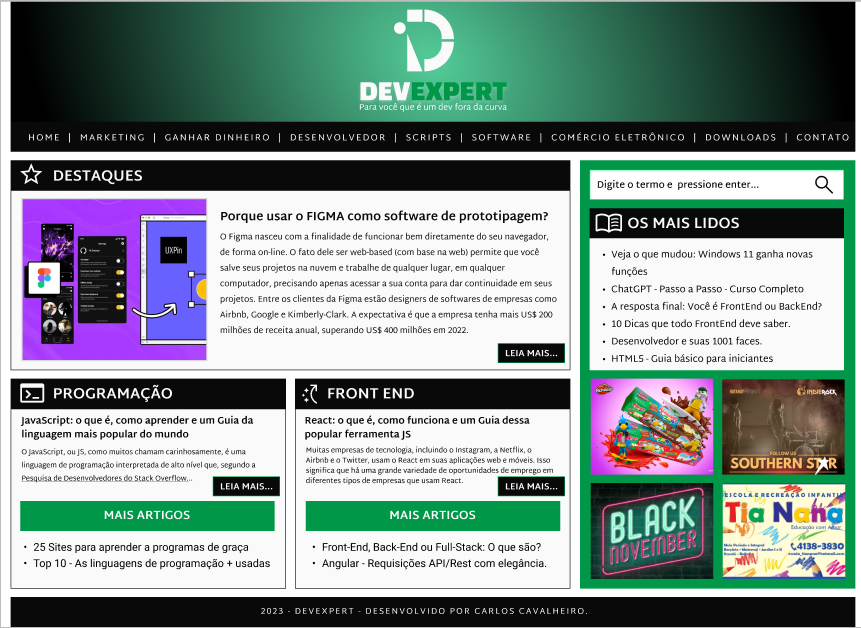 DEVEXPERT
Para você que é um dev fora da curva
HOME | MARKETING | GANHAR DINHEIRO | DESENVOLVEDOR | SCRIPTS | SOFTWARE | COMÉRCIO ELETRÔNICO | DOWNLOADS | CONTATO
DESTAQUES
UXPin
Porque usar o FIGMA como software de prototipagem?
O Figma nasceu com a finalidade de funcionar bem diretamente do seu navegador,
de forma on-line. O fato dele ser web-based (com base na web) permite que você
salve seus projetos na nuvem e trabalhe de qualquer lugar, em qualquer
computador, precisando apenas acessar a sua conta para dar continuidade em seus
projetos. Entre os clientes da Figma estão designers de softwares de empresas como
Airbnb, Google e Kimberly-Clark. A expectativa é que a empresa tenha mais US$ 200
milhões de receita anual, superando US$ 400 milhões em 2022.
LEIA MAIS...
PROGRAMAÇÃO
JavaScript: o que é, como aprender e um Guia da
linguagem mais popular do mundo
O JavaScript, ou JS, como muitos chamam carinhosamente, é uma
linguagem de programação interpretada de alto nível que, segundo a
Pesquisa de Desenvolvedores do Stack Overflow...
LEIA MAIS...
MAIS ARTIGOS
• 25 Sites para aprender a programas de graça
• Top 10 - As linguagens de programação + usadas
FRONT END
React: o que é, como funciona e um Guia dessa
popular ferramenta JS
Muitas empresas de tecnologia, incluindo o Instagram, a Netflix, o
Airbnb e o Twitter, usam o React em suas aplicações web e móveis. Isso
significa que há uma grande variedade de oportunidades de emprego em
diferentes tipos de empresas que usam React.
LEIA MAIS...
MAIS ARTIGOS
• Front-End, Back-End ou Full-Stack: O que são?
• Angular - Requisições API/Rest com elegância.
Digite o termo e pressione enter...
OS MAIS LIDOS
• Veja o que mudou: Windows 11 ganha novas
funções
• ChatGPT - Passo a Passo - Curso Completo
• A resposta final: Você é FrontEnd ou BackEnd?
• 10 Dicas que todo FrontEnd deve saber.
• Desenvolvedor e suas 1001 faces.
• HTML5 - Guia básico para iniciantes
INDIEROCK
FOLLOW US
SOUTHERN STAR
BLACK
NOVEMBER
ESCOLA E RECREAÇÃO INFANTIL
Tia Nana
Educação com Amor
4138-3830
2023 - DEVEXPERT - DESENVOLVIDO POR CARLOS CAVALHEIRO.